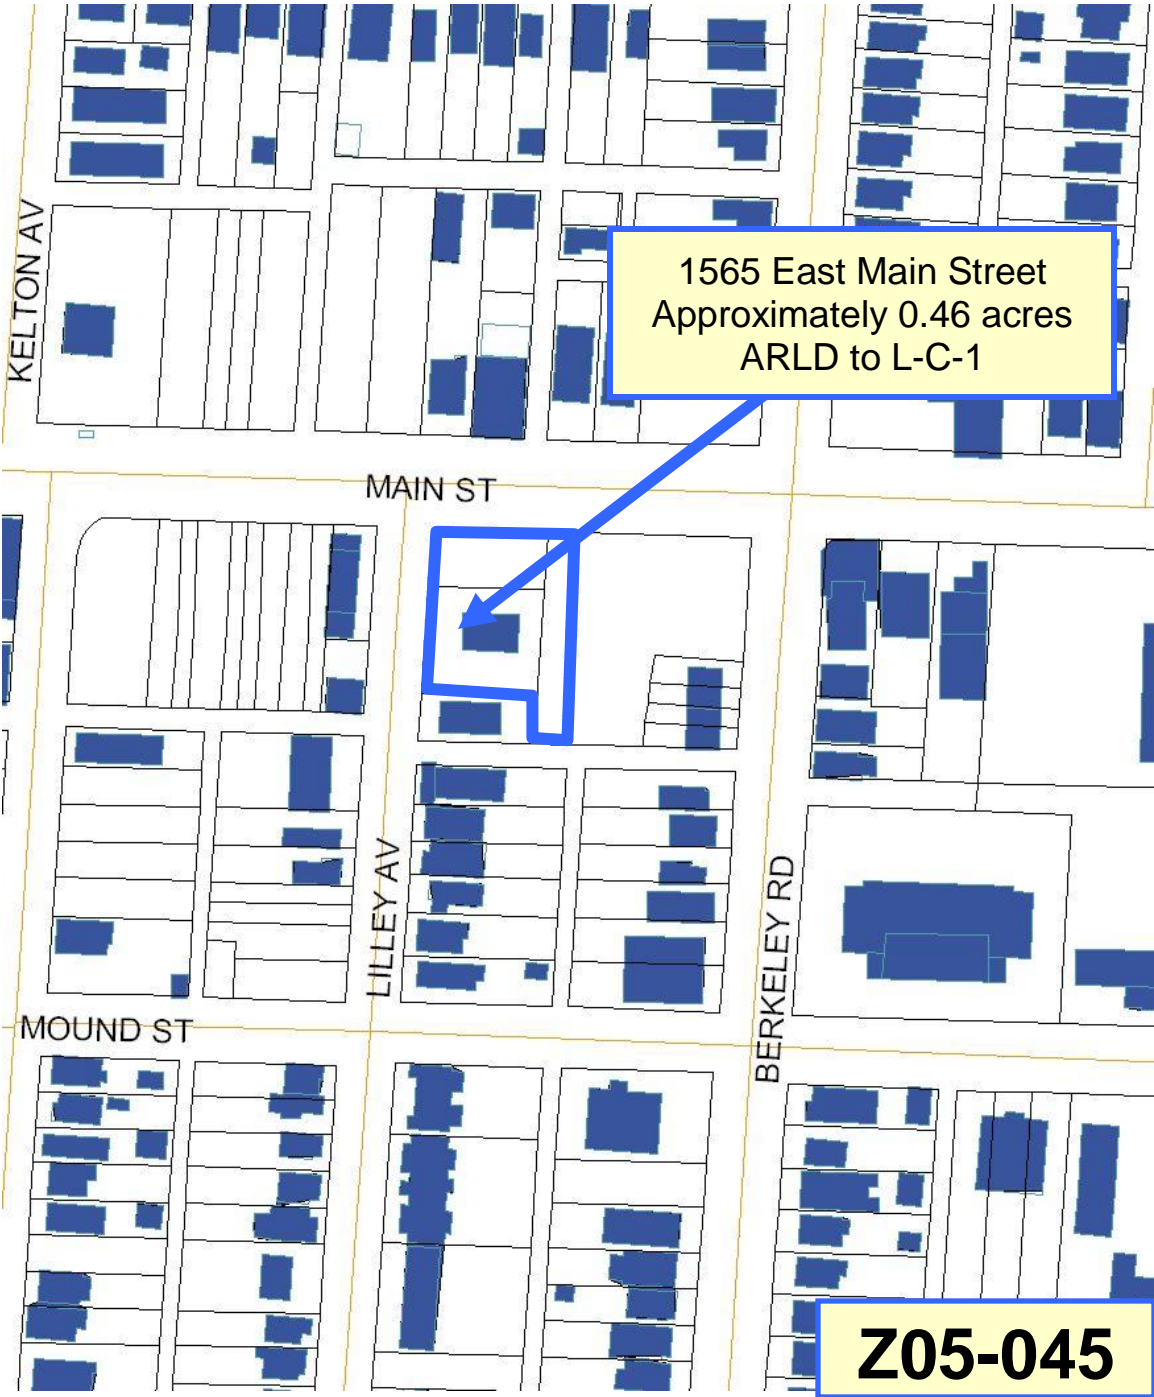 KELTON AV
1565 East Main Street
Approximately 0.46 acres
ARLD to L-C-1
MAIN ST
LILLEY AV
BERKELEY RD
MOUND ST
Z05-045